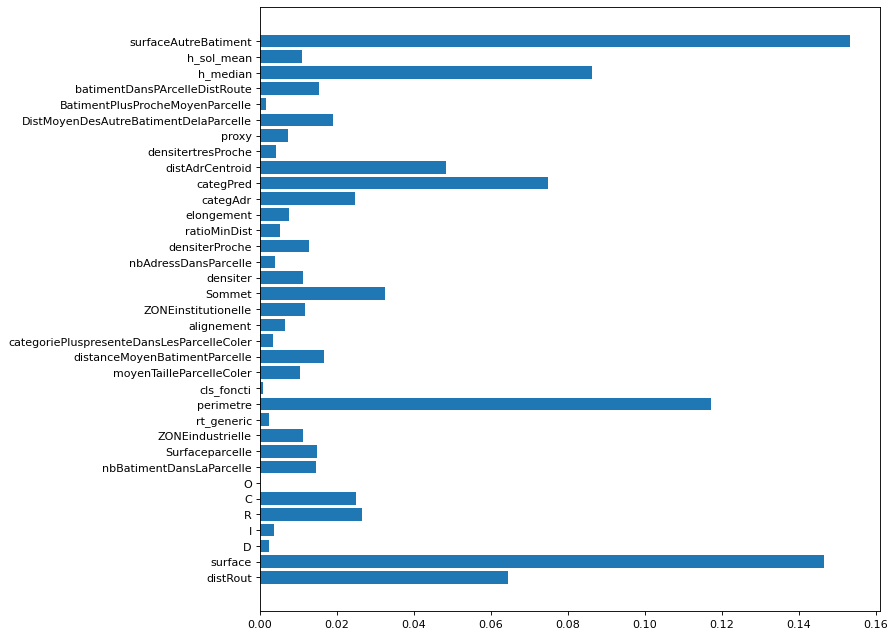 surfaceAutreBatiment
h_sol_mean
h_median
batimentDansPArcelleDistRoute
BatimentPlusProcheMoyenParcelle
DistMoyenDesAutreBatimentDelaParcelle
proxy
densitertresProche
distAdrCentroid
categPred
categAdr
elongement
ratioMinDist
densiterProche
nbAdressDansParcelle
densiter
Sommet
ZONEinstitutionelle
alignement
categoriePluspresenteDansLesParcelleColer
distanceMoyenBatimentParcelle
moyenTailleParcelleColer
cls_foncti
perimetre
rt_generic
ZONEindustrielle
Surfaceparcelle
nbBatimentDansLaParcelle
O
C
R
I
D
surface
distRout
0.00 0.02 0.04 0.06 0.08 0.10 0.12 0.14 0.16